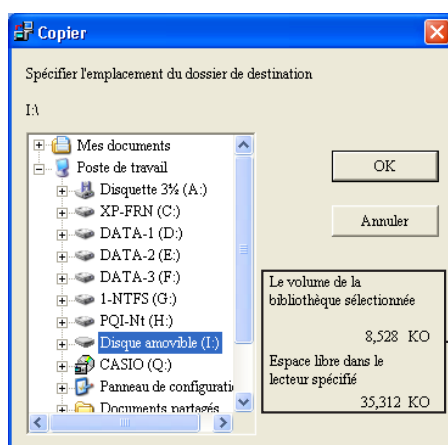 Copier
Spécifier l'emplacement du dossier de destination
I:\
Mes documents
Poste de travail
Disquette 3½ (A:)
XP-FRN (C:)
DATA-1 (D:)
DATA-2 (E:)
DATA-3 (F:)
1-NTFS (G:)
PQI-Nt (H:)
Disque amovible (I:)
CASIO (Q:)
Panneau de configurati
Documents partagés
OK
Annuler
Le volume de la
bibliothèque sélectionnée
8,528 KO
Espace libre dans le
lecteur spécifié
35,312 KO